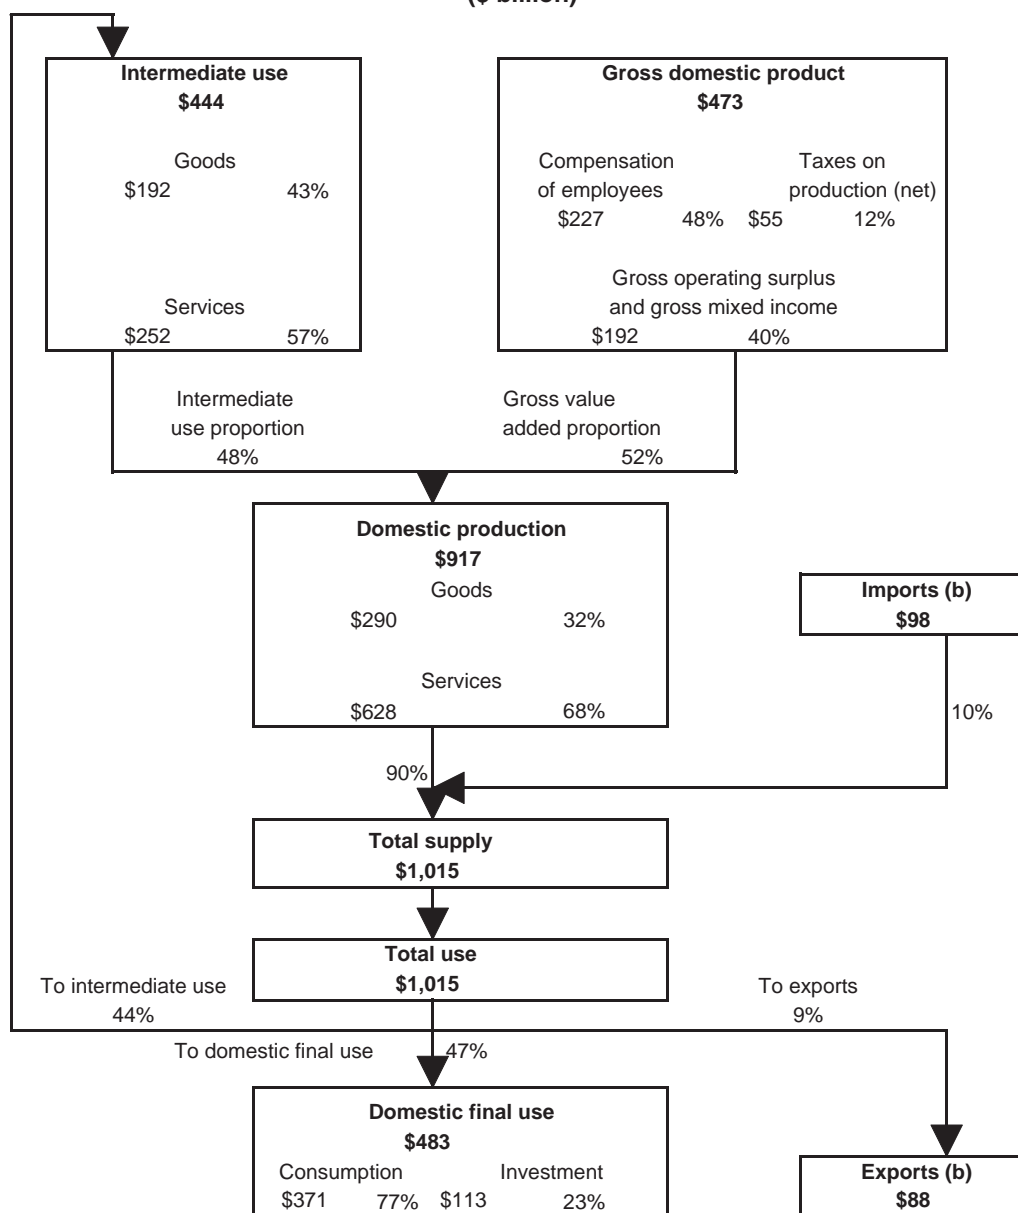 ($ billion)
Intermediate use
$444
Goods
$192 43%
Services
$252 57%
Gross domestic product
$473
Compensation of employees
$227 48%
Taxes on production (net)
$55 12%
Gross operating surplus
and gross mixed income
$192 40%
Intermediate
use proportion
48%
Gross value
added proportion
52%
Domestic production
$917
Goods
$290 32%
Services
$628 68%
Imports (b)
$98
10%
90%
Total supply
$1,015
Total use
$1,015
To intermediate use
44%
To exports
9%
To domestic final use 47%
Domestic final use
$483
Consumption Investment
$371 77% $113 23%
Exports (b)
$88